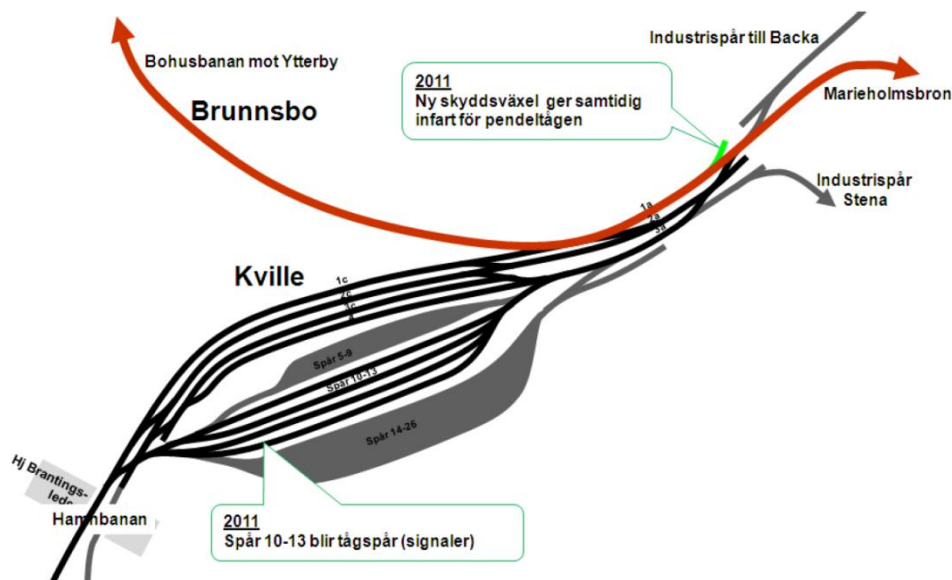 Industrispår till Backa
Bohusbanan mot Ytterby
2011
Ny skyddsväxel ger samtidig
infart för pendeltågen
Marieholmsbron
Brunnsbo
Industrispår
Stena
1a
2a
3a
Kville
1c
2c
3c
Spår 5-9
Spår 10-13
Spår 14-26
Hj Brantings-
Hamnbanan
2011
Spår 10-13 blir tågspår (signaler)